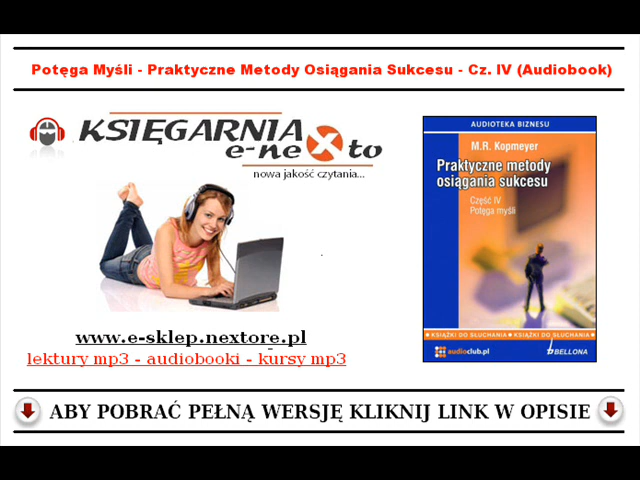 Potęga Myśli - Praktyczne Metody Osiągania Sukcesu - Cz. IV (Audiobook)
KSIĘGARNIA
e-nexto
nowa jakość czytania...
www.e-sklep.nextore.pl
lektury mp3 - audiobooki - kursy mp3
AUDIOTEKA BIZNESU
M.R. Kopmeyer
Praktyczne metody
osiągania sukcesu
Część IV
Potęga myśli
KSIĄŻKI DO SŁUCHANIA KSIĄŻKI DO SŁUCHANIA
audioclub.pl BELLONA
ABY POBRAĆ PEŁNĄ WERSJĘ KLIKNIJ LINK W OPISIE